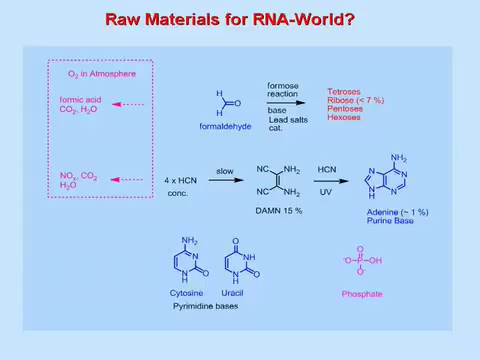 Raw Materials for RNA-World?
O2 in Atmosphere
formic acid
CO2, H2O
H
H
O
formaldehyde
formose
reaction
base
Lead salts
cat.
Tetroses
Ribose (< 7 %)
Pentoses
Hexoses
NOx, CO2
H2O
4 x HCN
conc.
slow
NC
NH2
NC
NH2
DAMN 15 %
HCN
UV
NH2
N
N
N
H
N
Adenine (~ 1 %)
Purine Base
NH2
N
N
H
O
Cytosine
O
NH
N
H
O
Uracil
Pyrimidine bases
O
-O
P
OH
O-
Phosphate